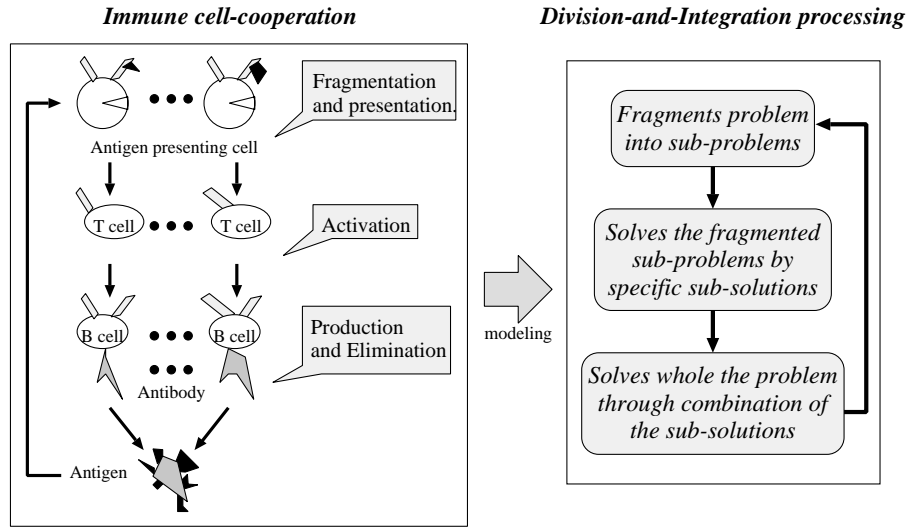 Immune cell-cooperation
Division-and-Integration processing
Fragmentation
and presentation.
Antigen presenting cell
T cell
T cell
Activation
B cell
B cell
Production
and Elimination
Antibody
Antigen
modeling
Fragments problem
into sub-problems
Solves the fragmented
sub-problems by
specific sub-solutions
Solves whole the problem
through combination of
the sub-solutions